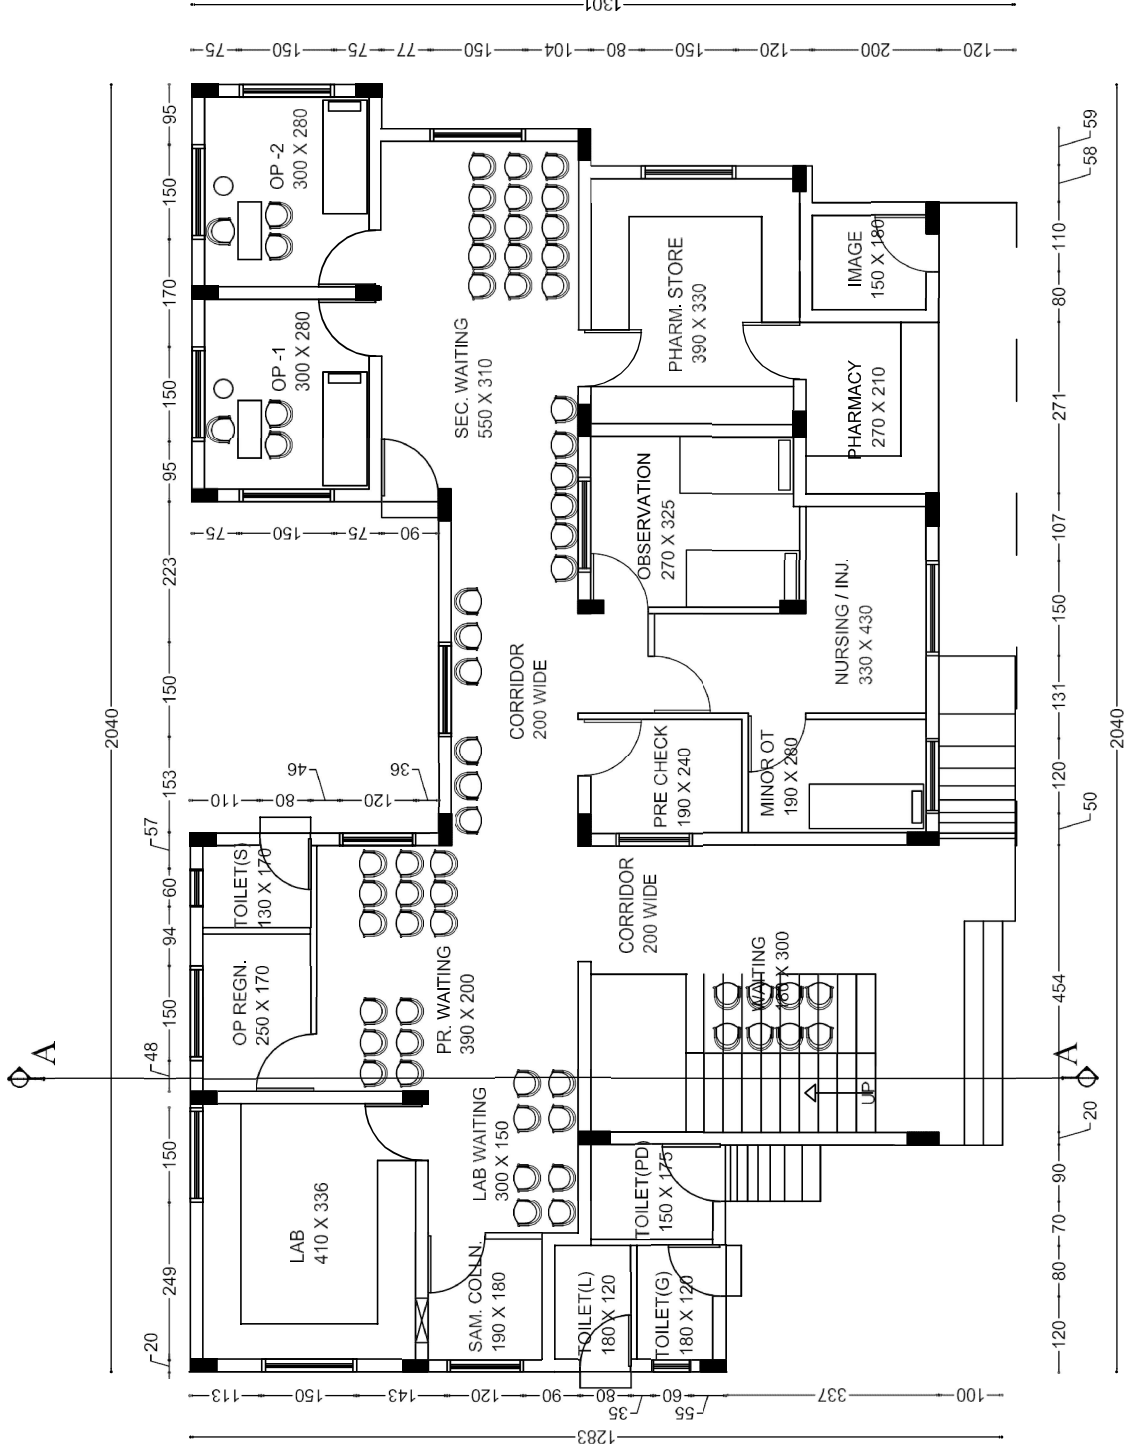 1301
75 150 75 77 150 104 80 150 120 200 120
95
150
170
150
95
223
150
153
57
60
94
150
48
150
249
20
2040
OP -2
300 X 280
OP -1
300 X 280
SEC. WAITING
550 X 310
PHARM. STORE
390 X 330
IMAGE
150 X 180
PHARMACY
270 X 210
OBSERVATION
270 X 325
NURSING / INJ.
330 X 430
CORRIDOR
200 WIDE
PRE CHECK
190 X 240
MINOR OT
190 X 280
75 150 75 90
110 80 46 120 36
TOILET(S)
130 X 170
OP REGN.
250 X 170
PR. WAITING
390 X 200
CORRIDOR
200 WIDE
WAITING
180 X 300
UP
LAB WAITING
300 X 150
LAB
410 X 336
SAM. COLLN.
190 X 180
TOILET(PD)
150 X 175
TOILET(L)
180 X 120
TOILET(G)
180 X 120
A
A
59
58
110
80
271
107
150
131
120
50
454
20
90
70
80
120
2040
113 150 143 120 90 80 35 60 55 337 100
1283